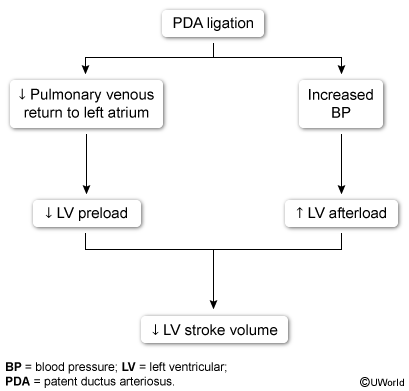 PDA ligation
↓ Pulmonary venous
return to left atrium
Increased
BP
↓ LV preload
↑ LV afterload
↓ LV stroke volume
BP = blood pressure; LV = left ventricular;
PDA = patent ductus arteriosus.
©UWorld